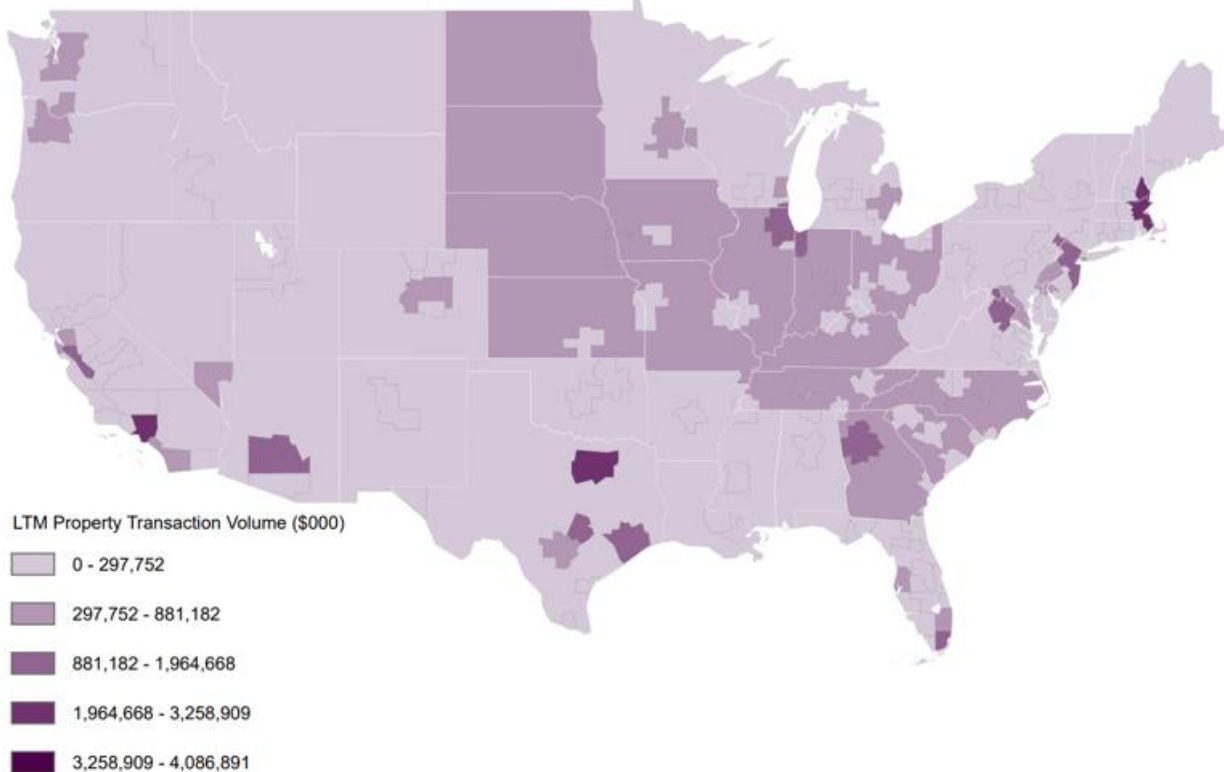 LTM Property Transaction Volume ($000)
0 - 297,752
297,752 - 881,182
881,182 - 1,964,668
1,964,668 - 3,258,909
3,258,909 - 4,086,891